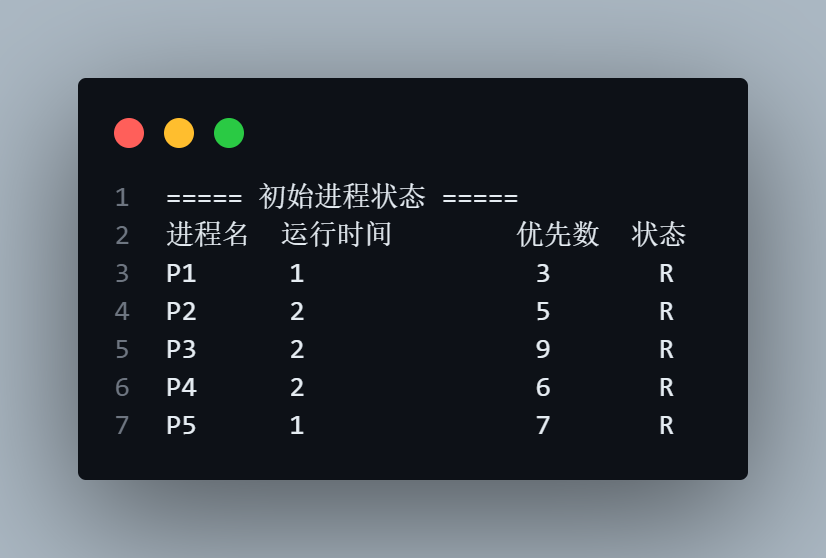 1 ===== 初始进程状态 =====
2 进程名 运行时间 优先数 状态
3 P1 1 3 R
4 P2 2 5 R
5 P3 2 9 R
6 P4 2 6 R
7 P5 1 7 R